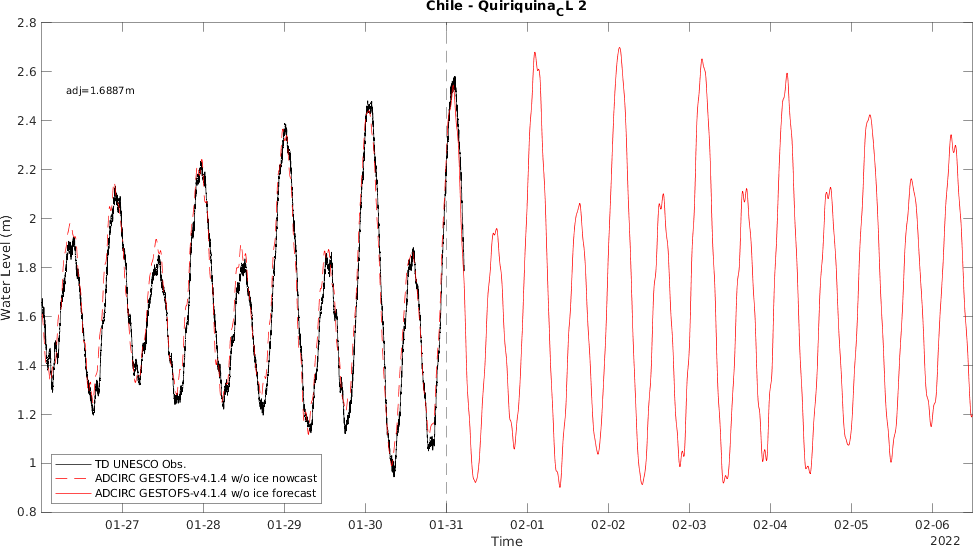 Chile - QuiriquinaCL 2
2.8
2.6
adj=1.6887m
2.4
2.2
2
1.8
1.6
1.4
1.2
1
0.8
Water Level (m)
TD UNESCO Obs.
ADCIRC GESTOFS-v4.1.4 w/o ice nowcast
ADCIRC GESTOFS-v4.1.4 w/o ice forecast
01-27 01-28 01-29 01-30 01-31 02-01 02-02 02-03 02-04 02-05 02-06
Time 2022